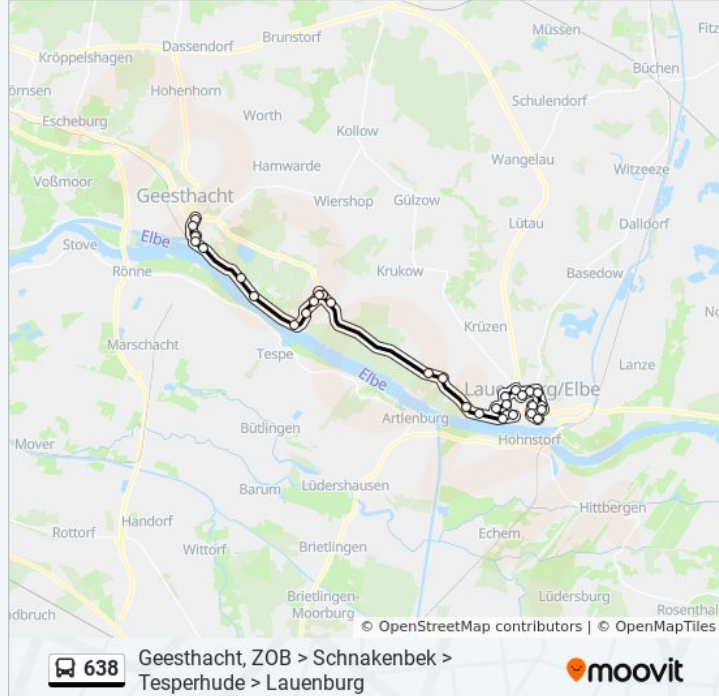 Brunstorf
Müssen
Fitz
Dassendorf
Kröppelshagen
Büchen
Hohenhorn
örnsen
Schulendorf
Escheburg
Worth
Kollow
Wangelau
Hamwarde
Witzeeze
Voßmoor
Geesthacht
Wiershop
Gülzow
Lütau
Dalldorf
Stove
Elbe
Rönne
Krukow
Basedow
Krüzen
Marschacht
Lanze
Tespe
Elbe
Lauenburg/Elbe
Artlenburg
Bütlingen
Hohnstorf
Mover
Barum
Lüdershausen
Hittbergen
Handorf
Echem
Rottorf
Wittorf
Brietlingen
Brietlingen-
Moorburg
Lüdersburg
Rosenthal
dbruch
© OpenStreetMap contributors | © OpenMapTiles
638
Geesthacht, ZOB > Schnakenbek >
Tesperhude > Lauenburg
moovit